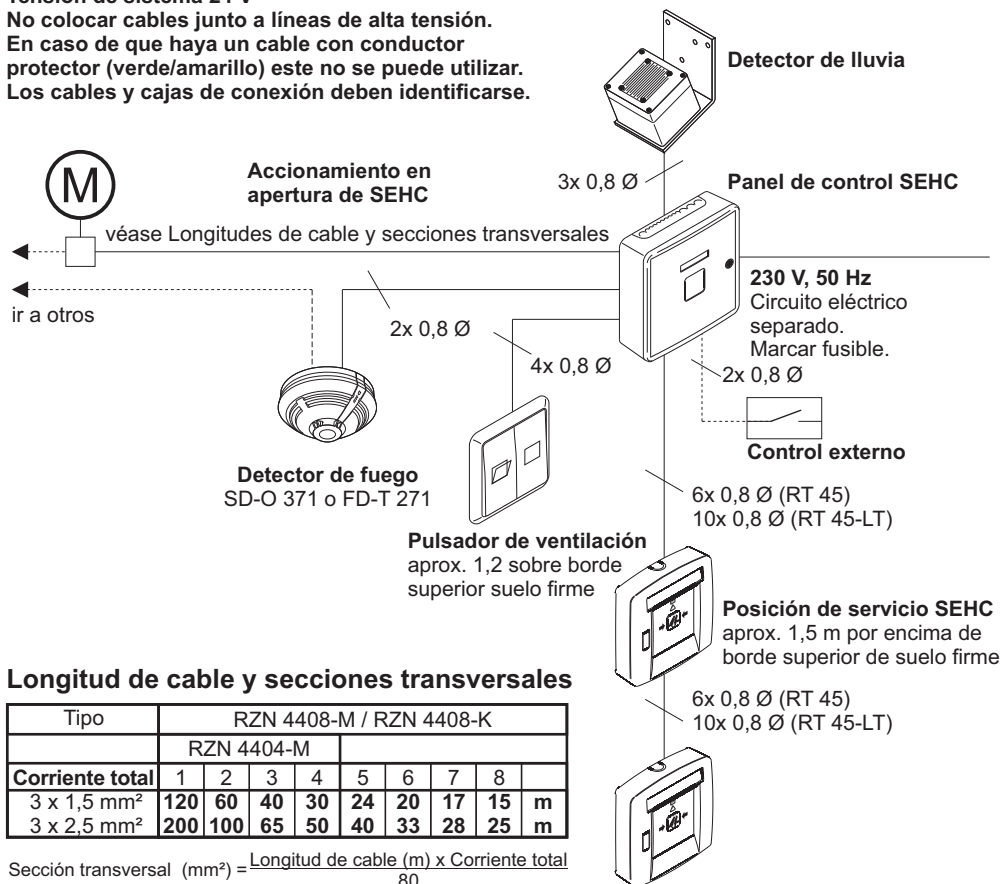 Tensión de sistema 24 V
No colocar cables junto a líneas de alta tensión.
En caso de que haya un cable con conductor
protector (verde/amarillo) este no se puede utilizar.
Los cables y cajas de conexión deben identificarse.
Detector de lluvia
M
Accionamiento en
apertura de SEHC
3x 0,8 Ø
Panel de control SEHC
véase Longitudes de cable y secciones transversales
ir a otros
2x 0,8 Ø
4x 0,8 Ø
230 V, 50 Hz
Circuito eléctrico
separado.
Marcar fusible.
2x 0,8 Ø
Control externo
Detector de fuego
SD-O 371 o FD-T 271
Pulsador de ventilación
aprox. 1,2 sobre borde
superior suelo firme
6x 0,8 Ø (RT 45)
10x 0,8 Ø (RT 45-LT)
Posición de servicio SEHC
aprox. 1,5 m por encima de
borde superior de suelo firme
6x 0,8 Ø (RT 45)
10x 0,8 Ø (RT 45-LT)
Longitud de cable y secciones transversales
Tipo RZN 4408-M / RZN 4408-K
RZN 4404-M
Corriente total 1 2 3 4 5 6 7 8
3 x 1,5 mm² 120 60 40 30 24 20 17 15 m
3 x 2,5 mm² 200 100 65 50 40 33 28 25 m
Sección transversal (mm²) = Longitud de cable (m) x Corriente total
80